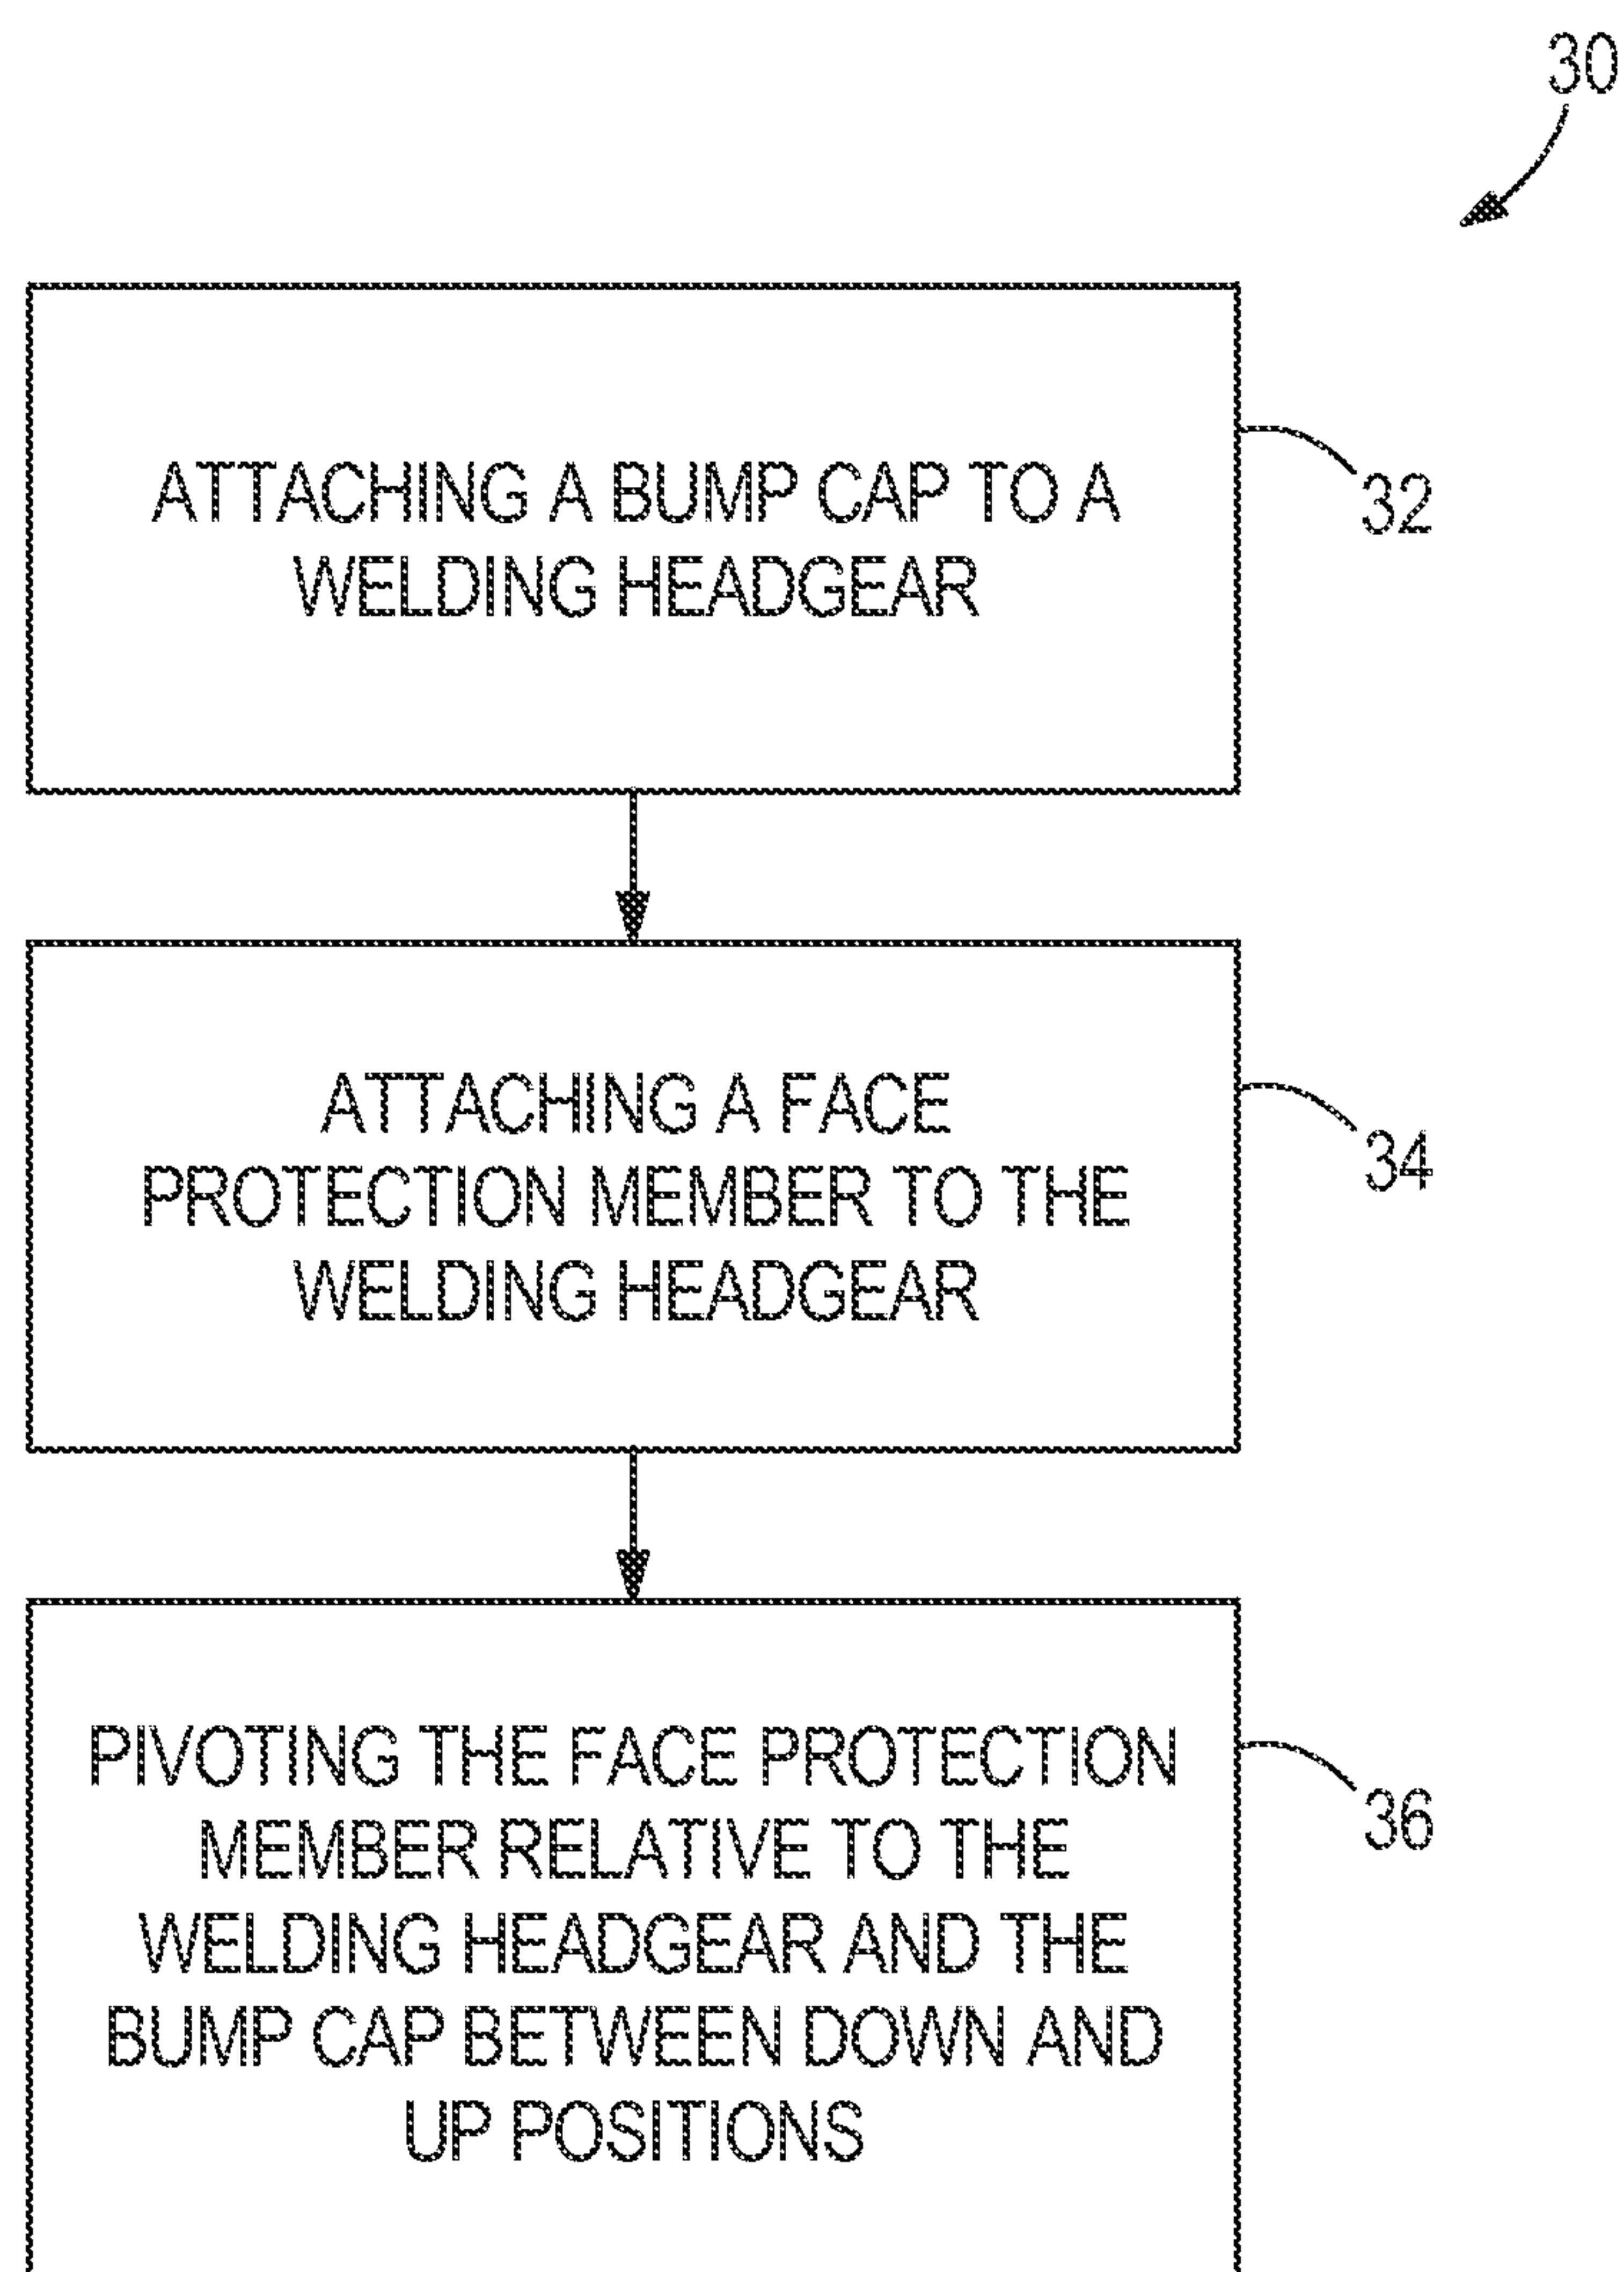 30
ATTACHING A BUMP CAP TO A
WELDING HEADGEAR
32
ATTACHING A FACE
PROTECTION MEMBER TO THE
WELDING HEADGEAR
34
PIVOTING THE FACE PROTECTION
MEMBER RELATIVE TO THE
WELDING HEADGEAR AND THE
BUMP CAP BETWEEN DOWN AND
UP POSITIONS
36